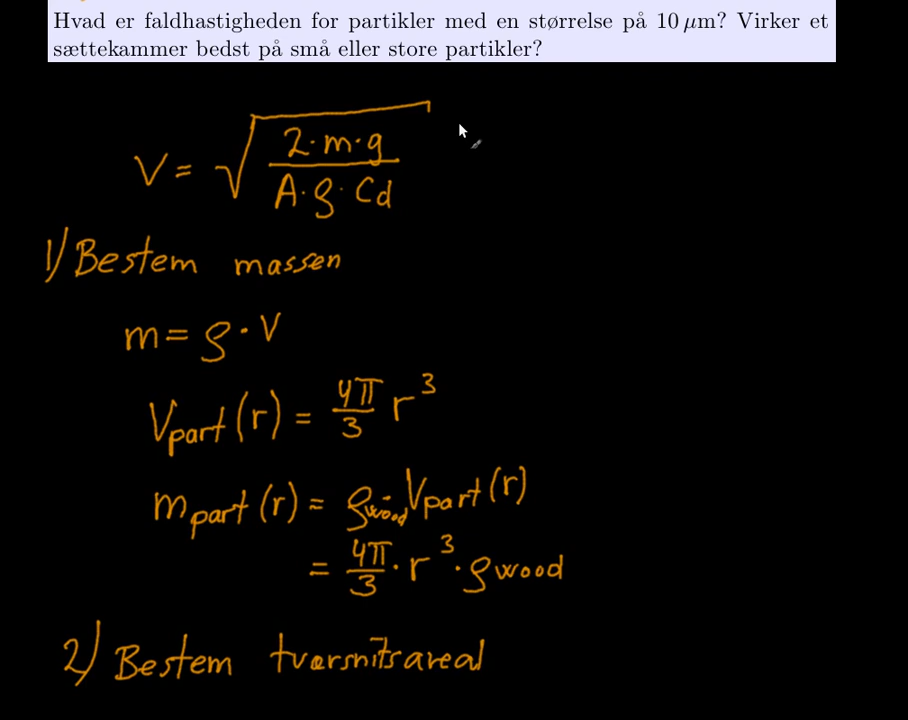 Hvad er faldhastigheden for partikler med en størrelse på 10 μm? Virker et
sættekammer bedst på små eller store partikler?
V = √(2·m·g / A·ρ·Cd)
1) Bestem massen
m = ρ · V
Vpart(r) = 4π/3 r³
mpart(r) = ρwood Vpart(r)
= 4π/3 · r³ · ρwood
2) Bestem tværsnitsareal